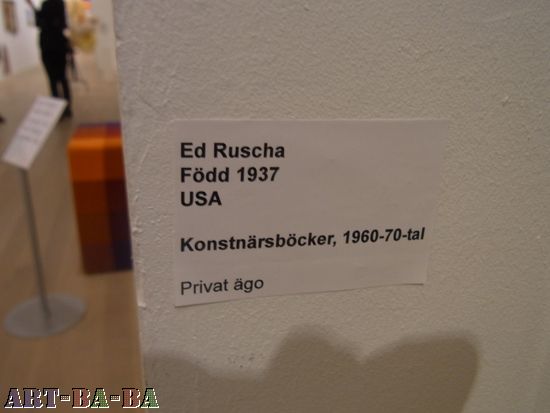 Ed Ruscha
Född 1937
USA
Konstnärsböcker, 1960-70-tal
Privat ägo
ART-BA-BA